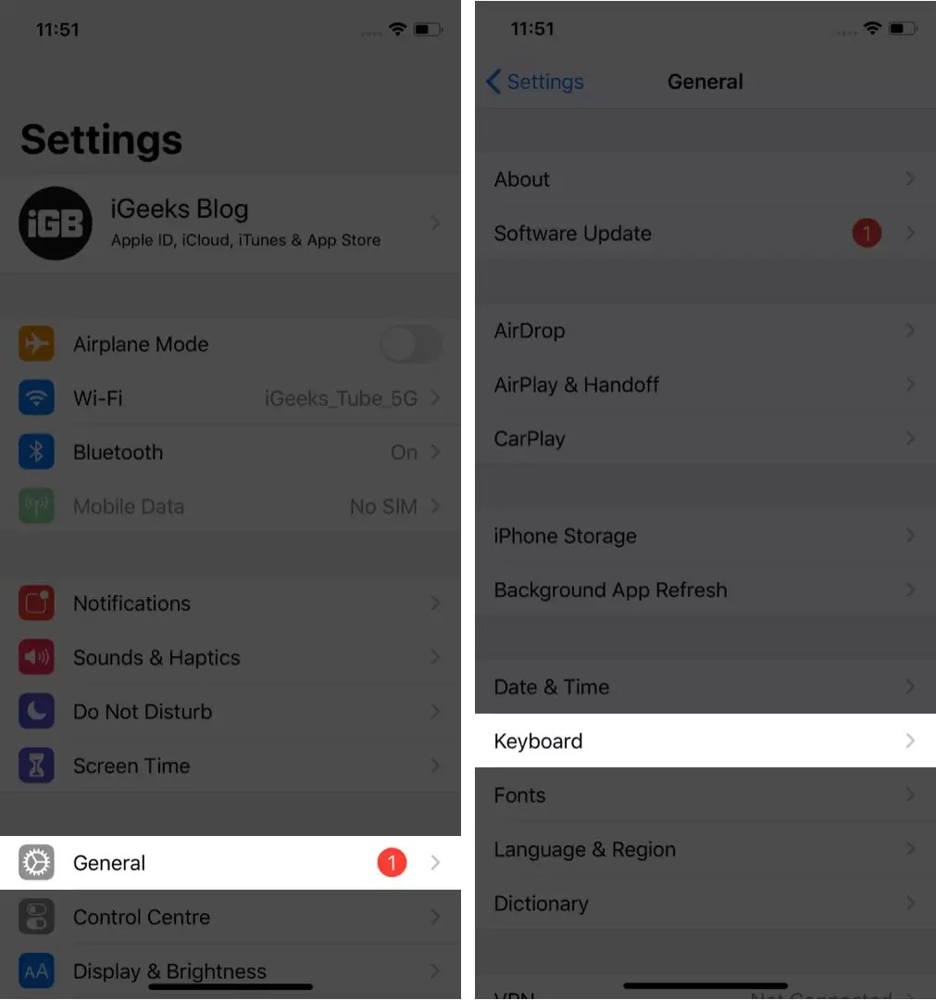 11:51
Settings
iGB
iGeeks Blog
Apple ID, iCloud, iTunes & App Store
Airplane Mode
Wi-Fi iGeeks_Tube_5G
Bluetooth On
Mobile Data No SIM
Notifications
Sounds & Haptics
Do Not Disturb
Screen Time
General 1
Control Centre
AA Display & Brightness
11:51
Settings General
About
Software Update 1
AirDrop
AirPlay & Handoff
CarPlay
iPhone Storage
Background App Refresh
Date & Time
Keyboard
Fonts
Language & Region
Dictionary
VPN Not Connected